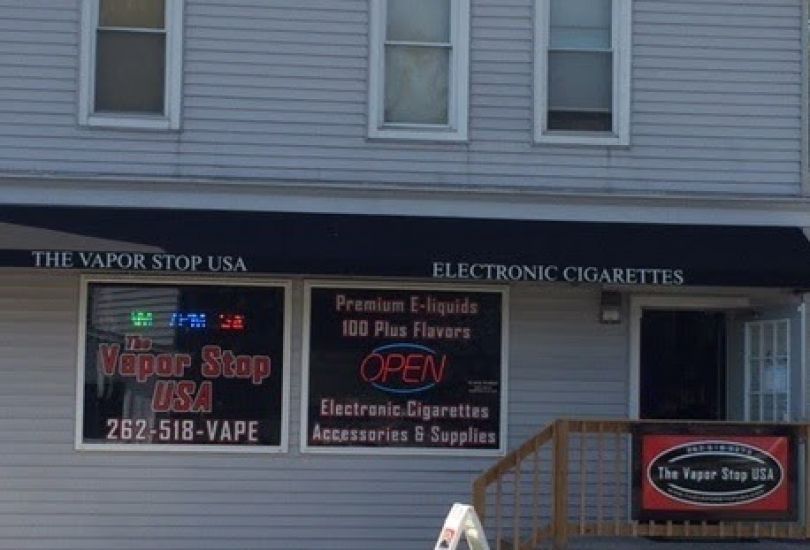 THE VAPOR STOP USA
ELECTRONIC CIGARETTES
The
Vapor Stop
USA
262-518-VAPE
Premium E-liquids
100 Plus Flavors
OPEN
Electronic Cigarettes
Accessories & Supplies
The Vapor Stop USA